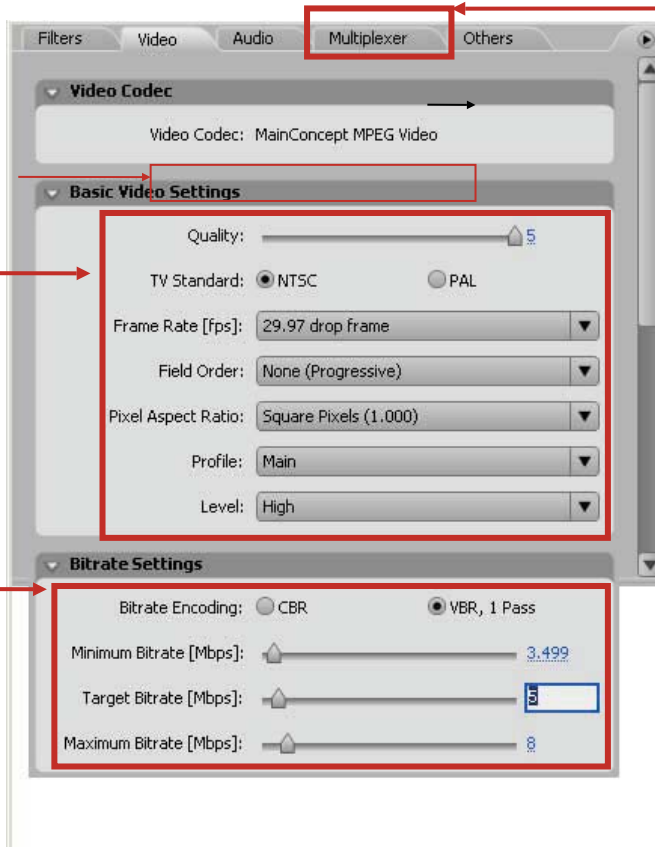 Filters Video Audio Multiplexer Others
Video Codec
Video Codec: MainConcept MPEG Video
Basic Video Settings
Quality: 5
TV Standard: NTSC PAL
Frame Rate [fps]: 29.97 drop frame
Field Order: None (Progressive)
Pixel Aspect Ratio: Square Pixels (1.000)
Profile: Main
Level: High
Bitrate Settings
Bitrate Encoding: CBR VBR, 1 Pass
Minimum Bitrate [Mbps]: 3.499
Target Bitrate [Mbps]: 5
Maximum Bitrate [Mbps]: 8